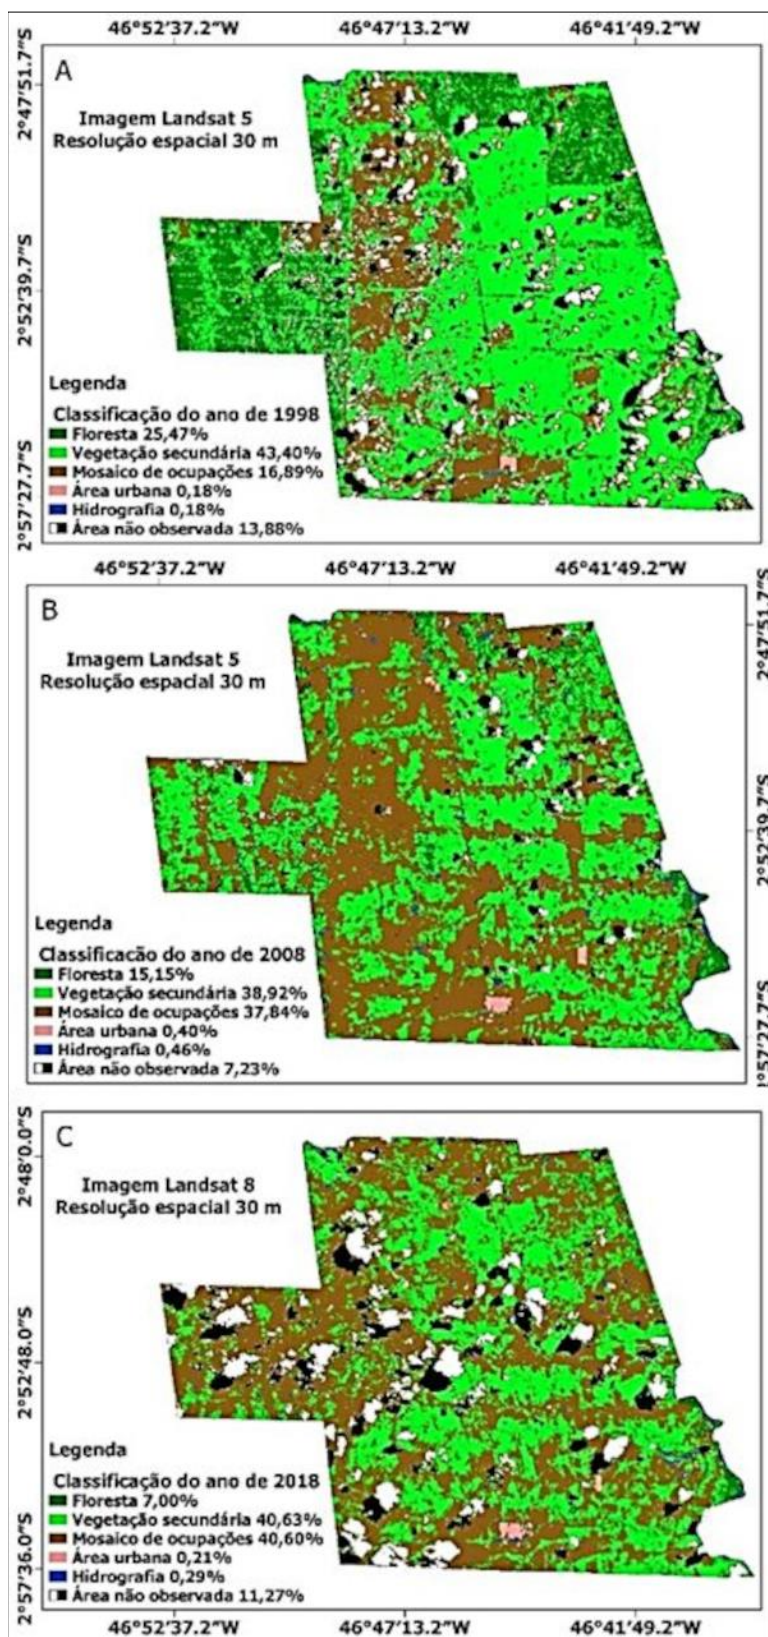 46°52′37.2″W 46°47′13.2″W 46°41′49.2″W
A
2°47′51.7″S
Imagem Landsat 5
Resolução espacial 30 m
2°52′39.7″S
Legenda
Classificação do ano de 1998
Floresta 25,47%
Vegetação secundária 43,40%
Mosaico de ocupações 16,89%
Área urbana 0,18%
Hidrografia 0,18%
Área não observada 13,88%
2°57′27.7″S
46°52′37.2″W 46°47′13.2″W 46°41′49.2″W
B
2°47′51.7″S
Imagem Landsat 5
Resolução espacial 30 m
2°52′39.7″S
Legenda
Classificacão do ano de 2008
Floresta 15,15%
Vegetação secundária 38,92%
Mosaico de ocupações 37,84%
Área urbana 0,40%
Hidrografia 0,46%
Área não observada 7,23%
2°57′27.7″S
C
2°48′0.0″S
Imagem Landsat 8
Resolução espacial 30 m
2°52′48.0″S
Legenda
Classificação do ano de 2018
Floresta 7,00%
Vegetação secundária 40,63%
Mosaico de ocupações 40,60%
Área urbana 0,21%
Hidrografia 0,29%
Área não observada 11,27%
2°57′36.0″S
46°52′37.2″W 46°47′13.2″W 46°41′49.2″W